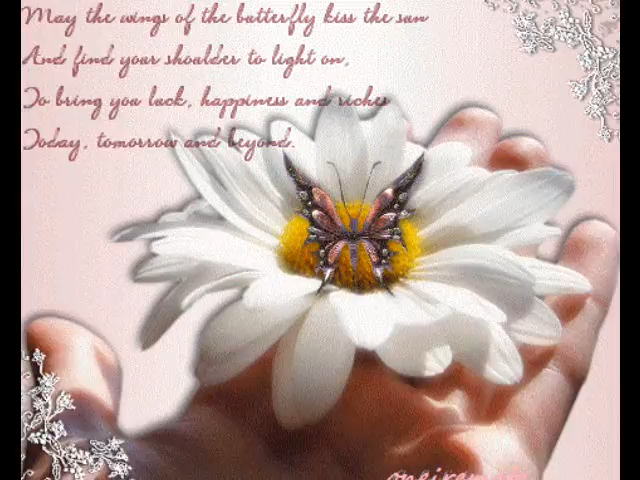 May the wings of the butterfly kiss the sun
And find your shoulder to light on,
To bring you luck, happiness and riches
Today, tomorrow and beyond.